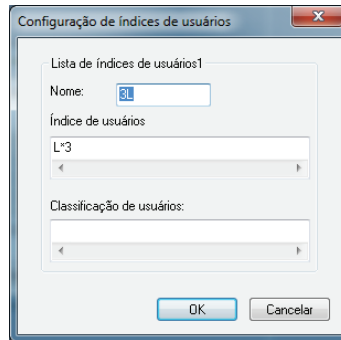 Configuração de índices de usuários
Lista de índices de usuários1
Nome: 3L
Índice de usuários
L*3
Classificação de usuários:
OK Cancelar